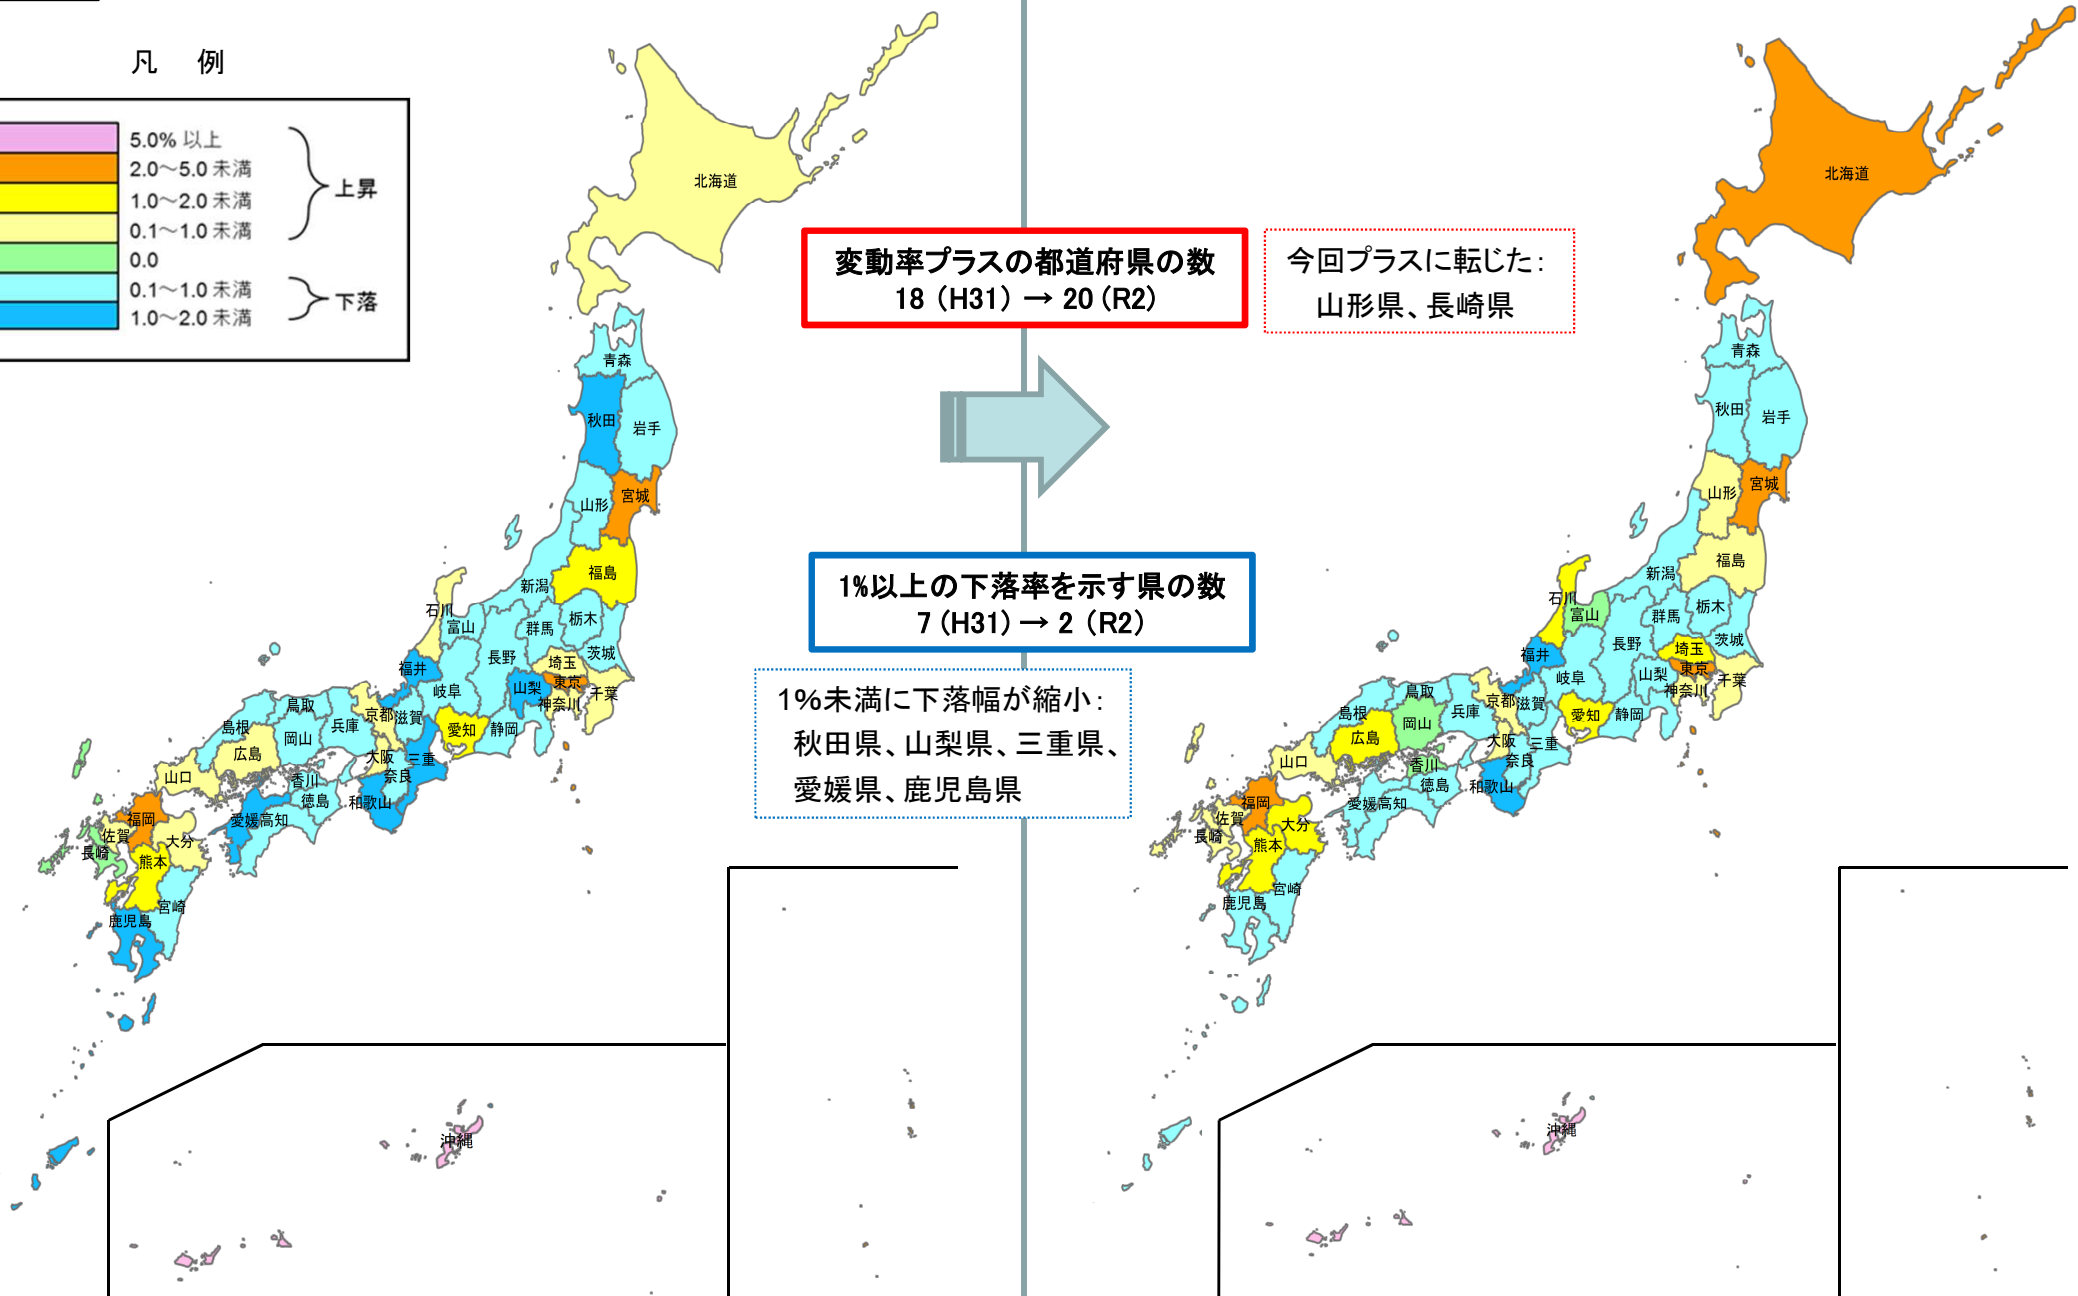 凡 例
5.0% 以上
2.0～5.0 未満
1.0～2.0 未満
0.1～1.0 未満
上昇
0.0
0.1～1.0 未満
1.0～2.0 未満
下落
北海道
青森
秋田
岩手
山形
宮城
福島
新潟
石川
富山
群馬
栃木
長野
埼玉
茨城
福井
岐阜
山梨
東京
神奈川
千葉
鳥取
兵庫
京都
滋賀
愛知
静岡
島根
岡山
広島
大阪
奈良
三重
山口
香川
徳島
和歌山
愛媛
高知
福岡
佐賀
大分
長崎
熊本
宮崎
鹿児島
沖縄
変動率プラスの都道府県の数
18 (H31) → 20 (R2)
今回プラスに転じた：
山形県、長崎県
1%以上の下落率を示す県の数
7 (H31) → 2 (R2)
1%未満に下落幅が縮小：
秋田県、山梨県、三重県、
愛媛県、鹿児島県
北海道
青森
秋田
岩手
山形
宮城
福島
新潟
石川
富山
群馬
栃木
長野
埼玉
茨城
福井
岐阜
山梨
東京
神奈川
千葉
鳥取
兵庫
京都
滋賀
愛知
静岡
島根
岡山
広島
大阪
奈良
三重
山口
香川
徳島
和歌山
愛媛
高知
福岡
佐賀
大分
長崎
熊本
宮崎
鹿児島
沖縄